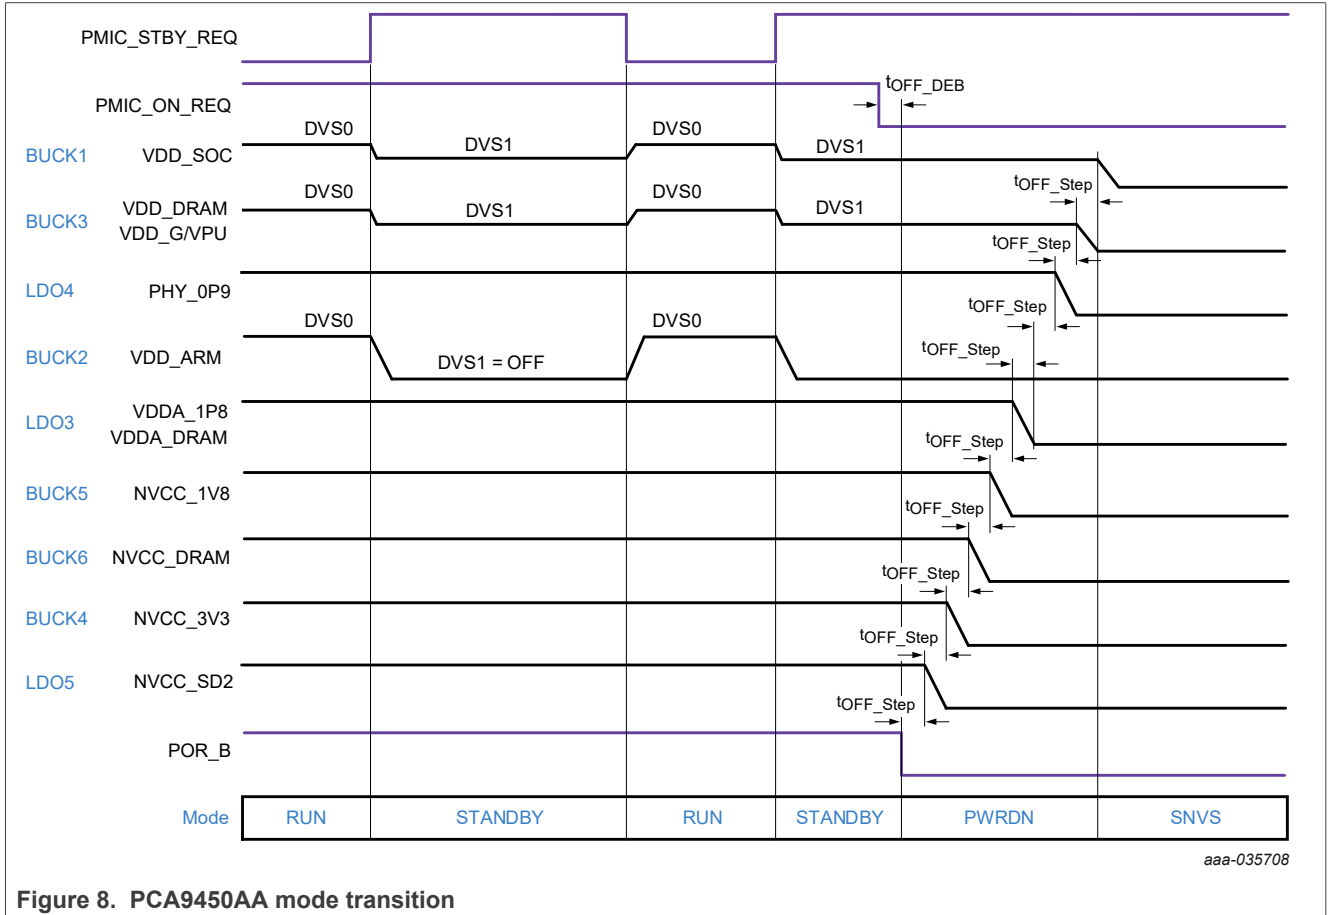 PMIC_STBY_REQ
tOFF_DEB
PMIC_ON_REQ
DVS0 DVS0
BUCK1 VDD_SOC DVS1 DVS1
tOFF_Step
DVS0 DVS0
VDD_DRAM DVS1 DVS1
BUCK3
VDD_G/VPU
tOFF_Step
LDO4 PHY_0P9
tOFF_Step
DVS0 DVS0
BUCK2 VDD_ARM DVS1 = OFF tOFF_Step
VDDA_1P8
LDO3
VDDA_DRAM tOFF_Step
BUCK5 NVCC_1V8
tOFF_Step
BUCK6 NVCC_DRAM
tOFF_Step
BUCK4 NVCC_3V3
tOFF_Step
LDO5 NVCC_SD2
tOFF_Step
POR_B
Mode RUN STANDBY RUN STANDBY PWRDN SNVS
aaa-035708
Figure 8. PCA9450AA mode transition